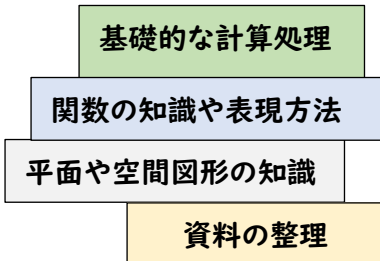 基礎的な計算処理
関数の知識や表現方法
平面や空間図形の知識
資料の整理